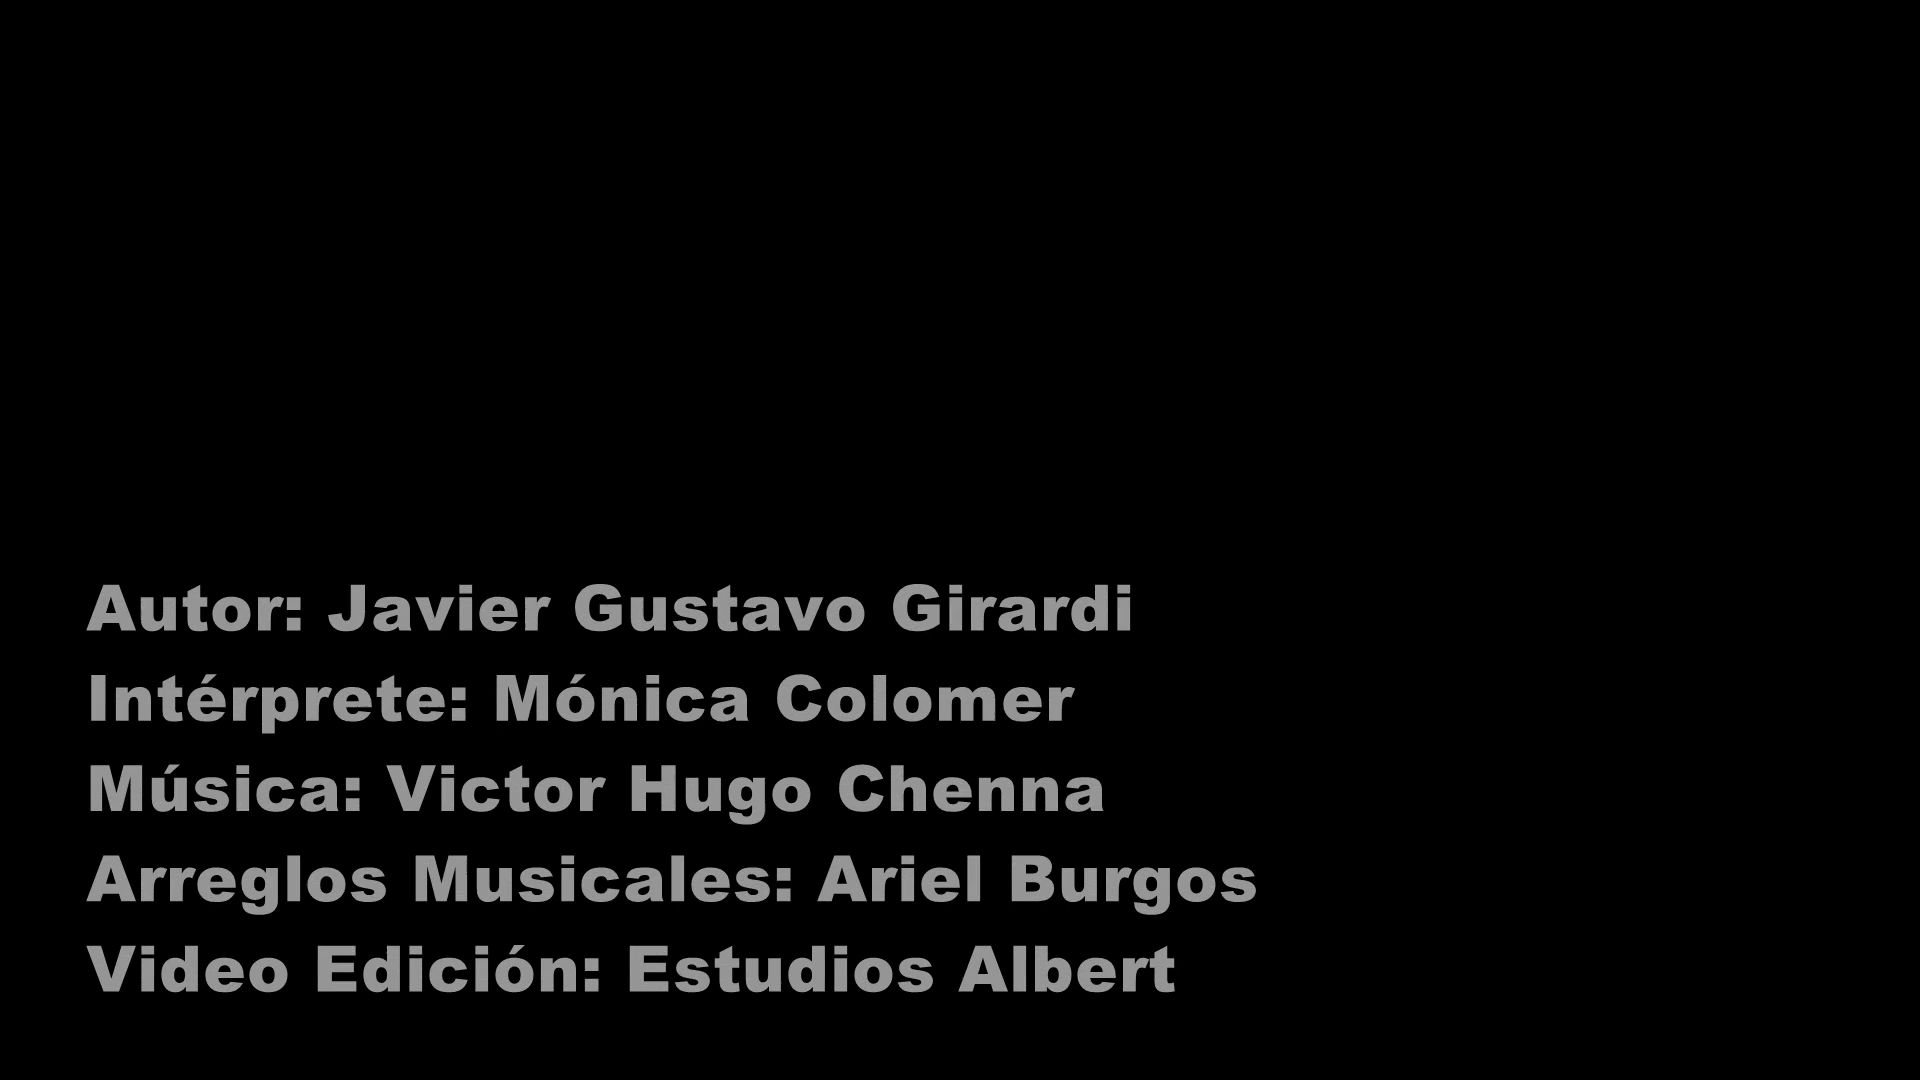 Autor: Javier Gustavo Girardi
Intérprete: Mónica Colomer
Música: Victor Hugo Chenna
Arreglos Musicales: Ariel Burgos
Video Edición: Estudios Albert